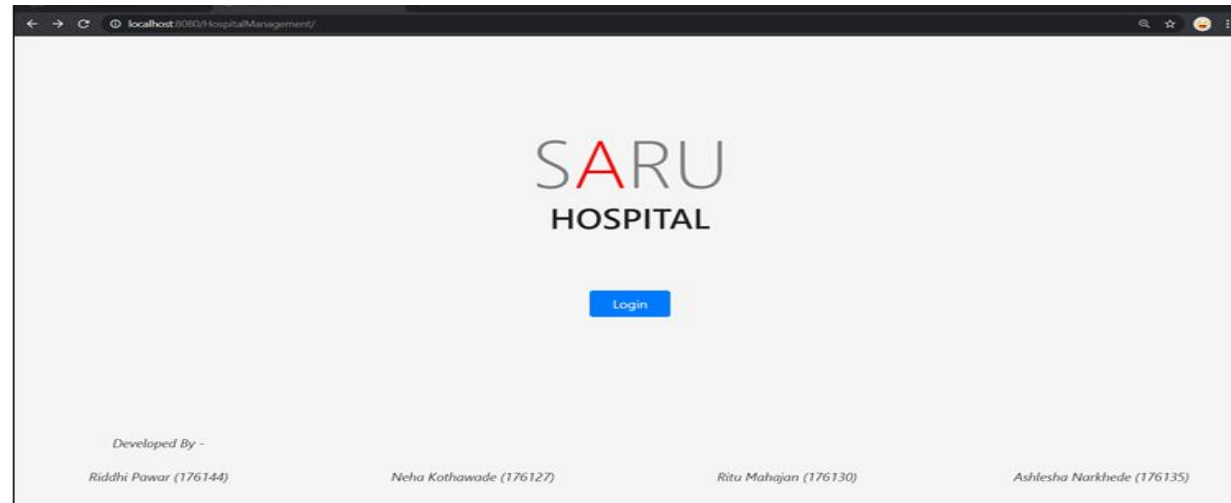 localhost:8080/HospitalManagement/
SARU
HOSPITAL
Login
Developed By -
Riddhi Pawar (176144) Neha Kothawade (176127) Ritu Mahajan (176130) Ashlesha Narkhede (176135)